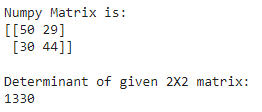 Numpy Matrix is:
[[50 29]
 [30 44]]
Determinant of given 2X2 matrix:
1330